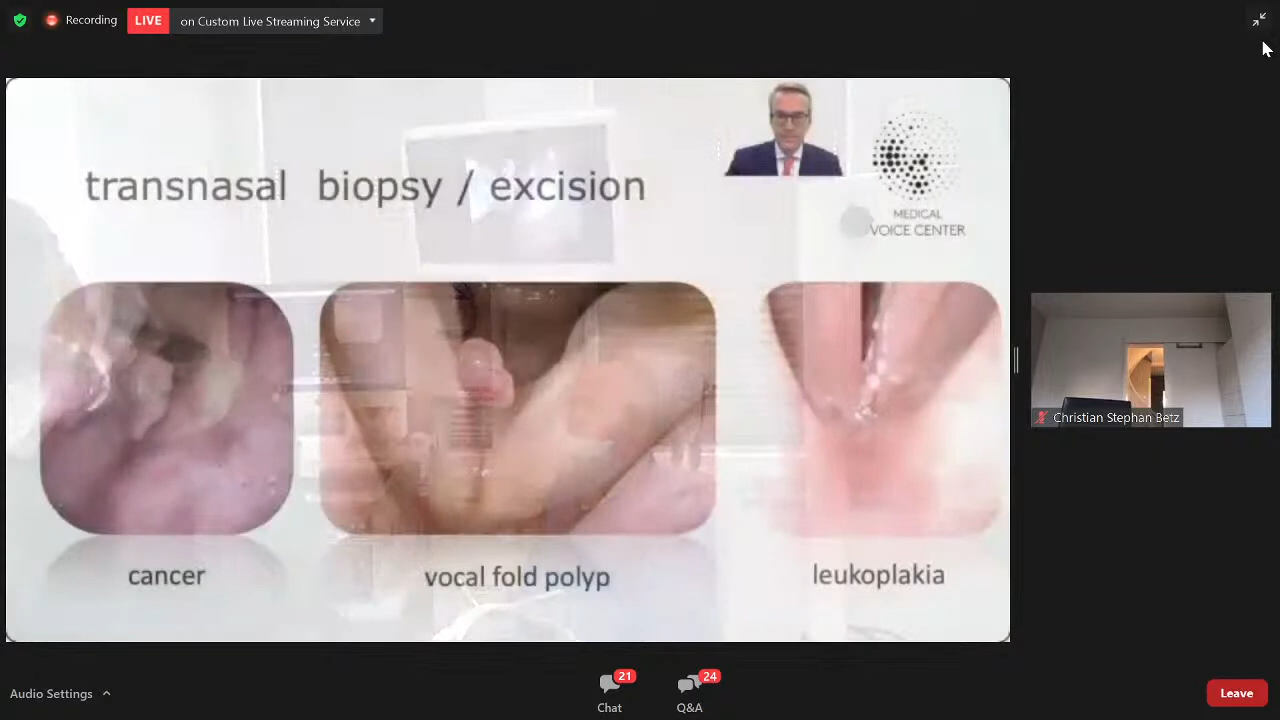 Recording
LIVE
on Custom Live Streaming Service
transnasal biopsy / excision
MEDICAL
VOICE CENTER
cancer
vocal fold polyp
leukoplakia
Christian Stephan Betz
Audio Settings
21
Chat
24
Q&A
Leave